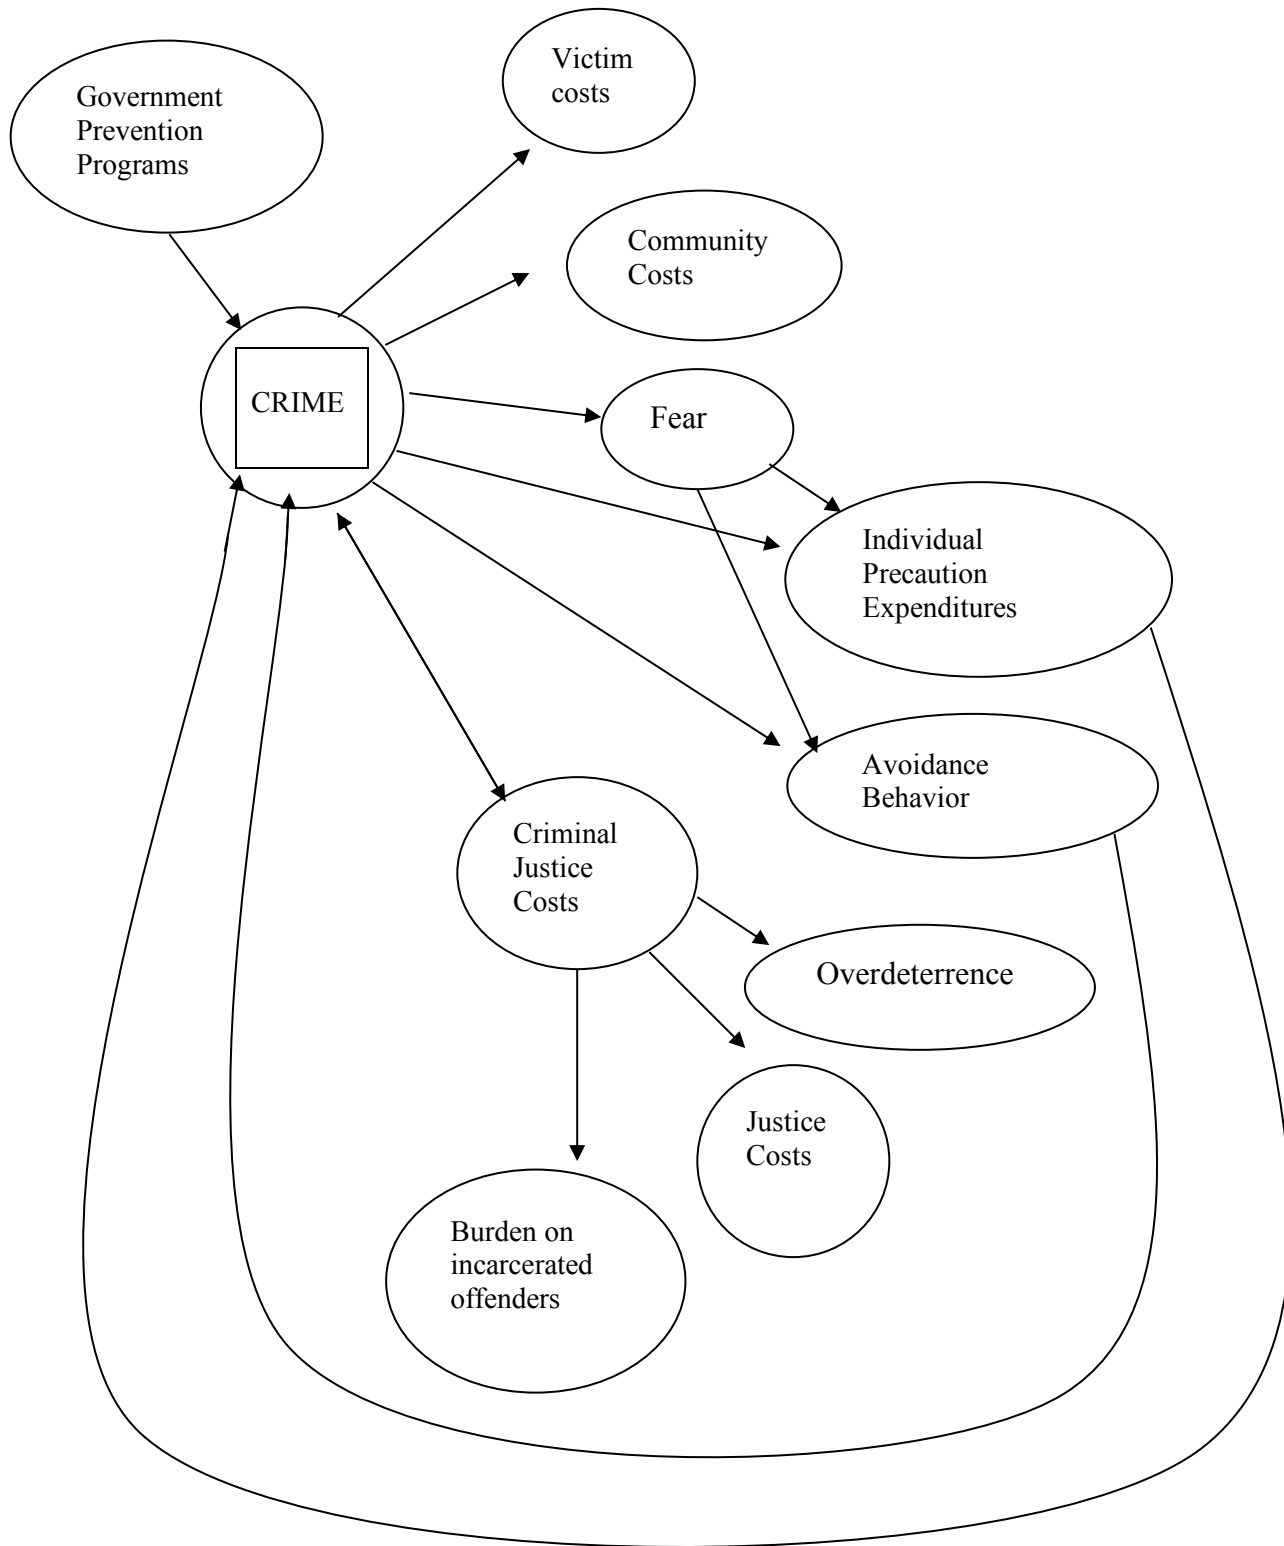 Government
Prevention
Programs
Victim
costs
Community
Costs
CRIME
Fear
Individual
Precaution
Expenditures
Avoidance
Behavior
Criminal
Justice
Costs
Overdeterrence
Justice
Costs
Burden on
incarcerated
offenders